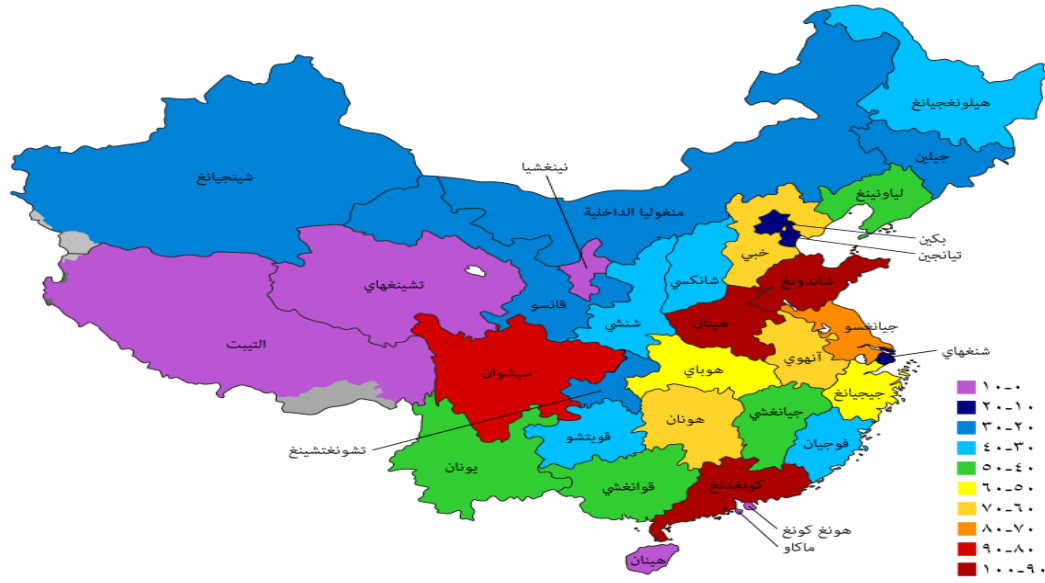 هيلونغجيانغ
جيلين
لياونينغ
نينغشيا
شينجيانغ
منغوليا الداخلية
بكين
تيانجين
خبي
شانكسي
شاندونغ
تشينغهاي
قانسو
شنشي
هينان
جيانغسو
التيبت
سيشوان
هوباي
آنهوي
شنغهاي
جيجيانغ
تشونغتشينغ
قويتشو
هونان
جيانغشي
فوجيان
يونان
قوانغشي
كونغدنغ
هونغ كونغ
ماكاو
هينان
١٠-٠
٢٠-١٠
٣٠-٢٠
٤٠-٣٠
٥٠-٤٠
٦٠-٥٠
٧٠-٦٠
٨٠-٧٠
٩٠-٨٠
١٠٠-٩٠